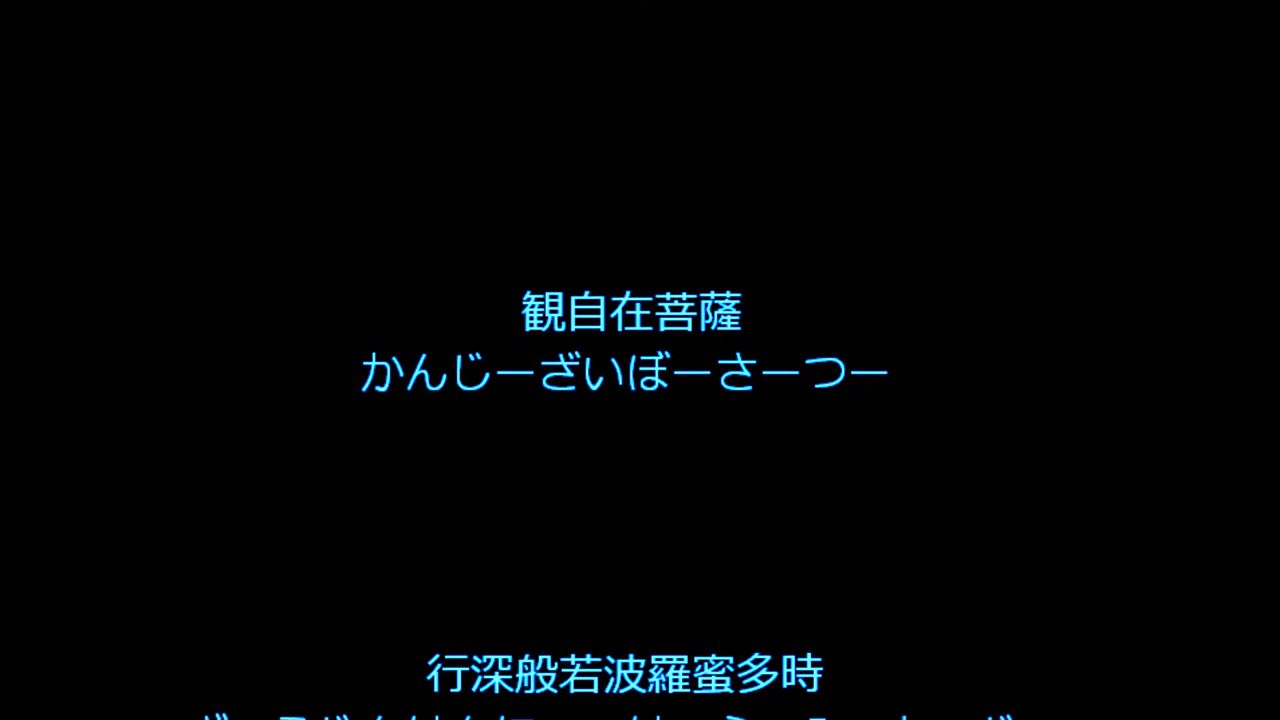 観自在菩薩
かんじーざいぼーさーつー
行深般若波羅蜜多時